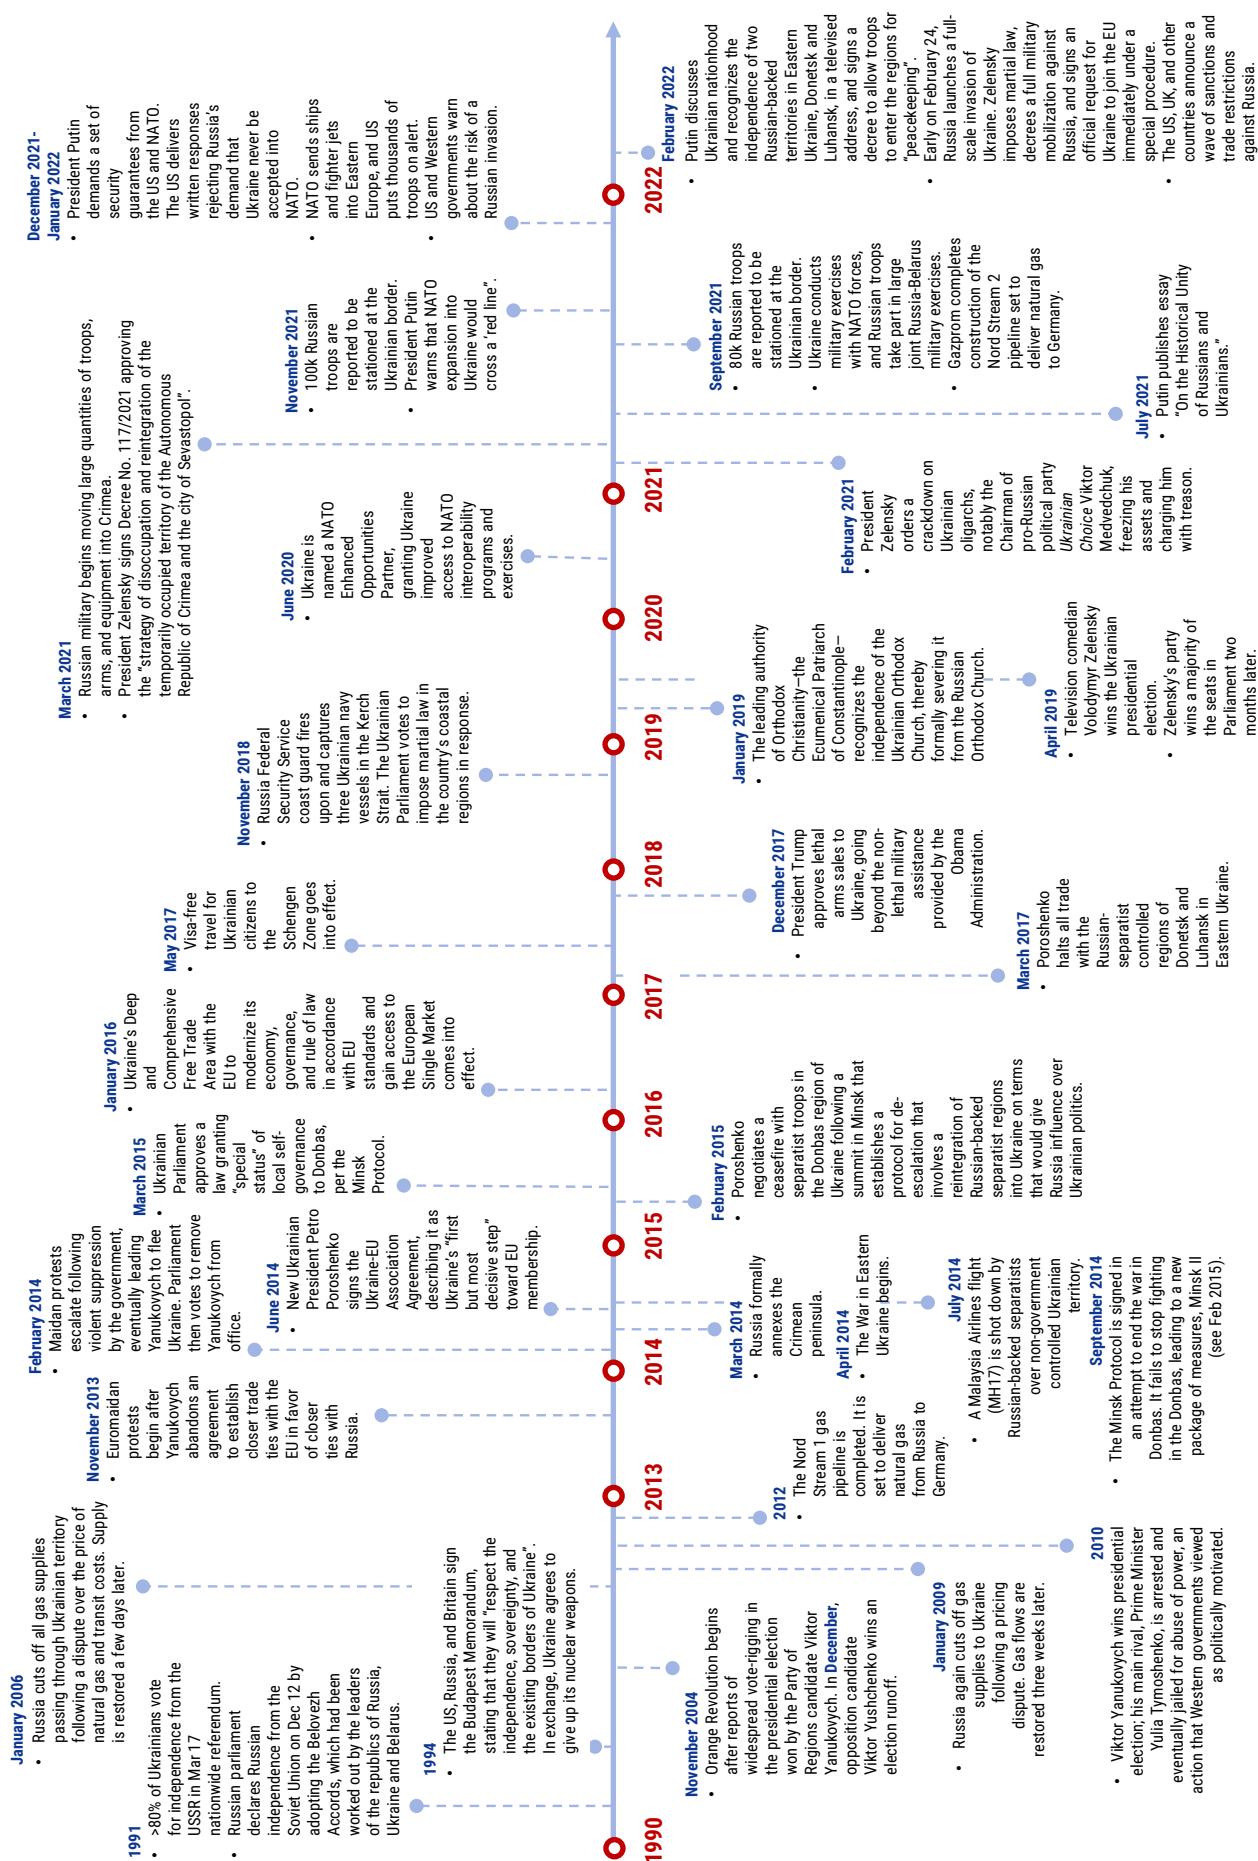 1991
• >80% of Ukrainians vote
for independence from the
USSR in Mar 17
nationwide referendum.
• Russian parliament
declares Russian
independence from the
Soviet Union on Dec 12 by
adopting the Belovezh
Accords, which had been
worked out by the leaders
of the republics of Russia,
Ukraine and Belarus.
1994
• The US, Russia, and Britain sign
the Budapest Memorandum,
stating that they will “respect the
independence, sovereignty, and
the existing borders of Ukraine”.
In exchange, Ukraine agrees to
give up its nuclear weapons.
January 2006
• Russia cuts off all gas supplies
passing through Ukrainian territory
following a dispute over the price of
natural gas and transit costs. Supply
is restored a few days later.
November 2013
• Euromaidan
protests
begin after
Yanukovych
abandons an
agreement
to establish
closer trade
ties with the
EU in favor
of closer
ties with
Russia.
February 2014
• Maidan protests
escalate following
violent suppression
by the government,
eventually leading
Yanukovych to flee
Ukraine. Parliament
then votes to remove
Yanukovych from
office.
June 2014
• New Ukrainian
President Petro
Poroshenko
signs the
Ukraine-EU
Association
Agreement,
describing it as
Ukraine’s “first
but most
decisive step”
toward EU
membership.
March 2015
• Ukrainian
Parliament
approves a
law granting
“special
status” of
local self-
governance
to Donbas,
per the
Minsk
Protocol.
January 2016
• Ukraine’s Deep
and
Comprehensive
Free Trade
Area with the
EU to
modernize its
economy,
governance,
and rule of law
in accordance
with EU
standards and
gain access to
the European
Single Market
comes into
effect.
May 2017
• Visa-free
travel for
Ukrainian
citizens to
the
Schengen
Zone goes
into effect.
November 2018
• Russia Federal
Security Service
coast guard fires
upon and captures
three Ukrainian navy
vessels in the Kerch
Strait. The Ukrainian
Parliament votes to
impose martial law in
the country’s coastal
regions in response.
June 2020
• Ukraine is
named a NATO
Enhanced
Opportunities
Partner,
granting Ukraine
improved
access to NATO
interoperability
programs and
exercises.
March 2021
• Russian military begins moving large quantities of troops,
arms, and equipment into Crimea.
• President Zelensky signs Decree No. 117/2021 approving
the “strategy of disoccupation and reintegration of the
temporarily occupied territory of the Autonomous
Republic of Crimea and the city of Sevastopol”.
November 2021
• 100k Russian
troops are
reported to be
stationed at the
Ukrainian border.
• President Putin
warns that NATO
expansion into
Ukraine would
cross a ‘red line”.
December 2021-
January 2022
• President Putin
demands a set of
security
guarantees from
the US and NATO.
The US delivers
written responses
rejecting Russia’s
demand that
Ukraine never be
accepted into
NATO.
• NATO sends ships
and fighter jets
into Eastern
Europe, and US
puts thousands of
troops on alert.
• US and Western
governments warn
about the risk of a
Russian invasion.
1990
2013
2014
2015
2016
2017
2018
2019
2020
2021
2022
November 2004
• Orange Revolution begins
after reports of
widespread vote-rigging in
the presidential election
won by the Party of
Regions candidate Viktor
Yanukovych. In December,
opposition candidate
Viktor Yushchenko wins an
election runoff.
January 2009
• Russia again cuts off gas
supplies to Ukraine
following a pricing
dispute. Gas flows are
restored three weeks later.
2010
• Viktor Yanukovych wins presidential
election; his main rival, Prime Minister
Yulia Tymoshenko, is arrested and
eventually jailed for abuse of power, an
action that Western governments viewed
as politically motivated.
2012
• The Nord
Stream 1 gas
pipeline is
completed. It is
set to deliver
natural gas
from Russia to
Germany.
March 2014
• Russia formally
annexes the
Crimean
peninsula.
April 2014
• The War in Eastern
Ukraine begins.
July 2014
• A Malaysia Airlines flight
(MH17) is shot down by
Russian-backed separatists
over non-government
controlled Ukrainian
territory.
September 2014
• The Minsk Protocol is signed in
an attempt to end the war in
Donbas. It fails to stop fighting
in the Donbas, leading to a new
package of measures, Minsk II
(see Feb 2015).
February 2015
• Poroshenko
negotiates a
ceasefire with
separatist troops in
the Donbas region of
Ukraine following a
summit in Minsk that
establishes a
protocol for de-
escalation that
involves a
reintegration of
Russian-backed
separatist regions
into Ukraine on terms
that would give
Russia influence over
Ukrainian politics.
March 2017
• Poroshenko
halts all trade
with the
Russian-
separatist
controlled
regions of
Donetsk and
Luhansk in
Eastern Ukraine.
December 2017
• President Trump
approves lethal
arms sales to
Ukraine, going
beyond the non-
lethal military
assistance
provided by the
Obama
Administration.
January 2019
• The leading authority
of Orthodox
Christianity—the
Ecumenical Patriarch
of Constantinople—
recognizes the
independence of the
Ukrainian Orthodox
Church, thereby
formally severing it
from the Russian
Orthodox Church.
April 2019
• Television comedian
Volodymyr Zelensky
wins the Ukrainian
presidential
election.
• Zelensky’s party
wins a majority of
the seats in
Parliament two
months later.
February 2021
• President
Zelensky
orders a
crackdown on
Ukrainian
oligarchs,
notably the
Chairman of
pro-Russian
political party
Ukrainian
Choice Viktor
Medvedchuk,
freezing his
assets and
charging him
with treason.
July 2021
• Putin publishes essay
“On the Historical Unity
of Russians and
Ukrainians.”
September 2021
• 80k Russian troops
are reported to be
stationed at the
Ukrainian border.
• Ukraine conducts
military exercises
with NATO forces,
and Russian troops
take part in large
joint Russia-Belarus
military exercises.
• Gazprom completes
construction of the
Nord Stream 2
pipeline set to
deliver natural gas
to Germany.
February 2022
• Putin discusses
Ukrainian nationhood
and recognizes the
independence of two
Russian-backed
territories in Eastern
Ukraine, Donetsk and
Luhansk, in a televised
address, and signs a
decree to allow troops
to enter the regions for
“peacekeeping”.
• Early on February 24,
Russia launches a full-
scale invasion of
Ukraine. Zelensky
imposes martial law,
decrees a full military
mobilization against
Russia, and signs an
official request for
Ukraine to join the EU
immediately under a
special procedure.
• The US, UK, and other
countries announce a
wave of sanctions and
trade restrictions
against Russia.